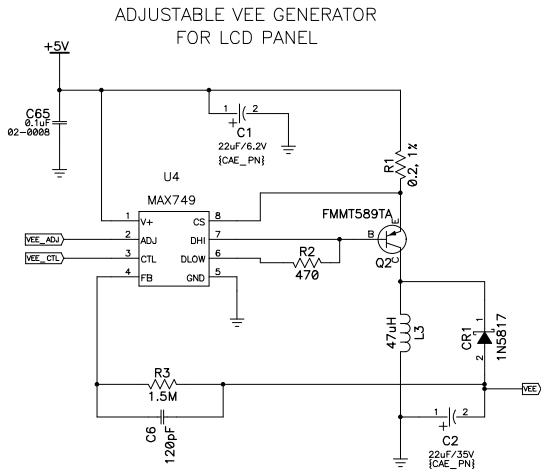 ADJUSTABLE VEE GENERATOR
FOR LCD PANEL
+5V
C65
0.1uF
02-0008
1 2
+
C1
22uF/6.2V
{CAE_PN}
R1
0.2, 1%
U4
MAX749
1 V+ CS 8
VEE_ADJ 2 ADJ DHI 7
VEE_CTL 3 CTL DLOW 6
4 FB GND 5
FMMT589TA
E
B
Q2
C
R2
470
47uH
L3
CR1
1
2
1N5817
R3
1.5M
C6
120pF
VEE
1 2
+
C2
22uF/35V
{CAE_PN}